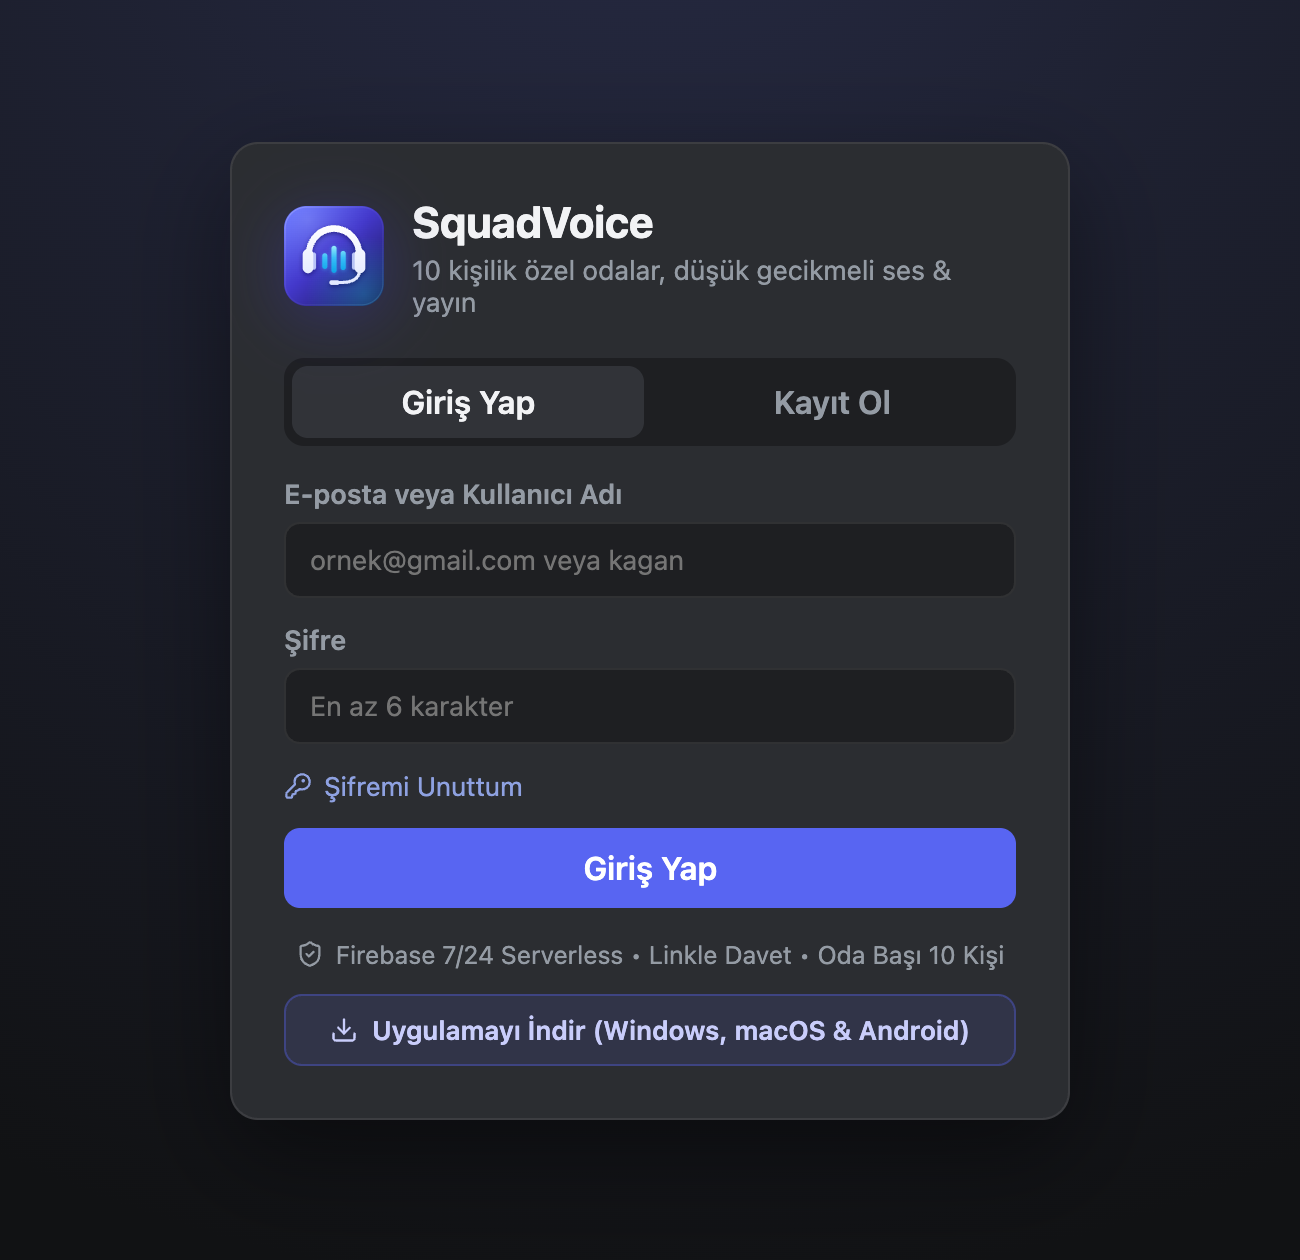 SquadVoice
10 kişilik özel odalar, düşük gecikmeli ses &
yayın
Giriş Yap
Kayıt Ol
E-posta veya Kullanıcı Adı
ornek@gmail.com veya kagan
Şifre
En az 6 karakter
Şifremi Unuttum
Giriş Yap
Firebase 7/24 Serverless • Linkle Davet • Oda Başı 10 Kişi
Uygulamayı İndir (Windows, macOS & Android)